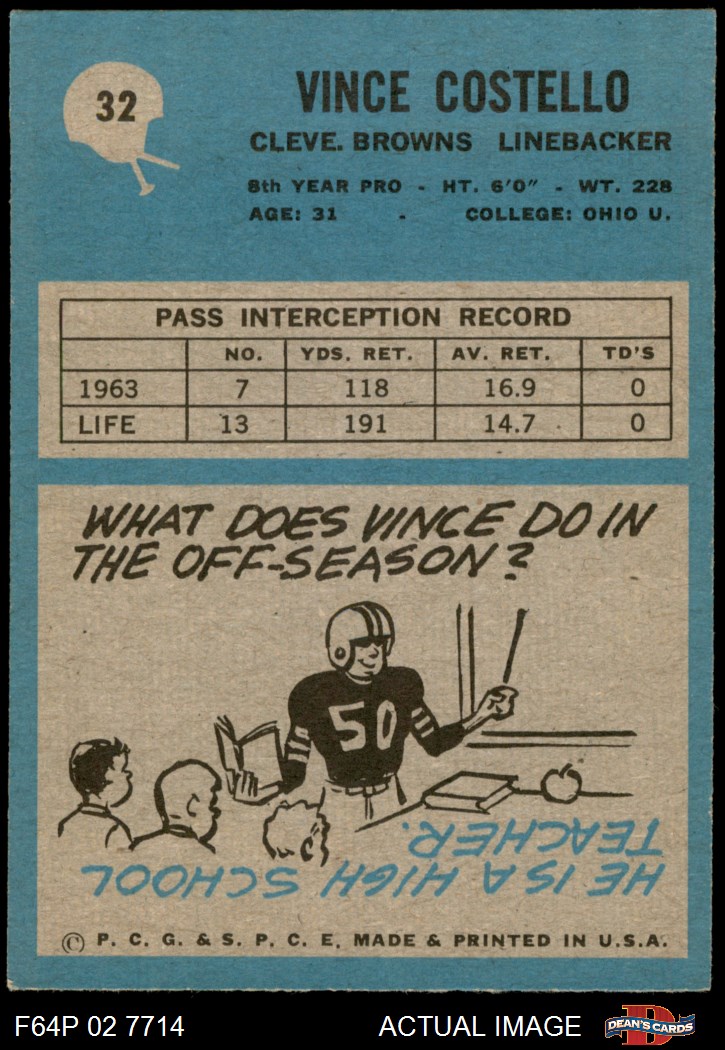 32
VINCE COSTELLO
CLEVE. BROWNS LINEBACKER
8th YEAR PRO - HT. 6'0" - WT. 228
AGE: 31 - COLLEGE: OHIO U.
PASS INTERCEPTION RECORD
NO. YDS. RET. AV. RET. TD'S
1963 7 118 16.9 0
LIFE 13 191 14.7 0
WHAT DOES VINCE DO IN
THE OFF-SEASON?
50
HE IS A HIGH SCHOOL
TEACHER.
© P. C. G. & S. P. C. E. MADE & PRINTED IN U.S.A.
F64P 02 7714 ACTUAL IMAGE
D
DEAN'S CARDS